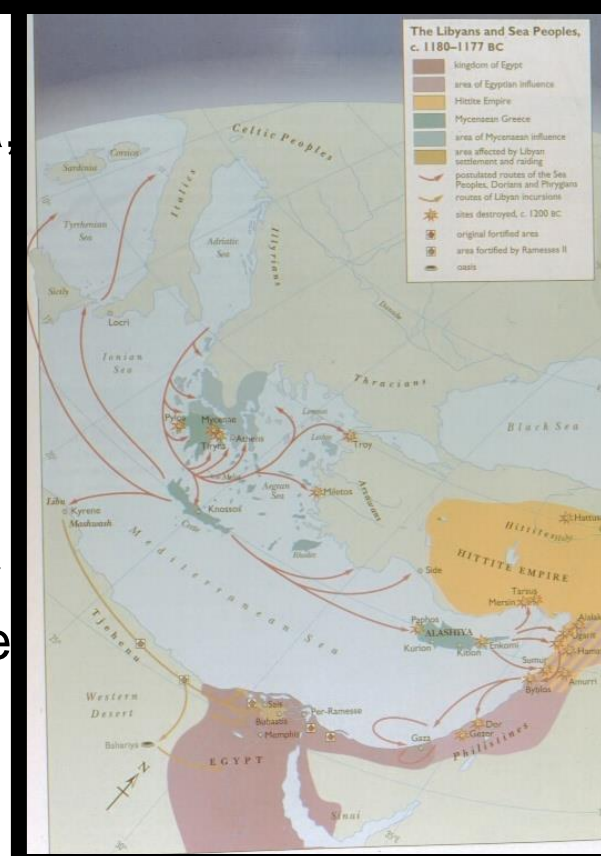 The Libyans and Sea Peoples,
c. 1180–1177 BC
kingdom of Egypt
area of Egyptian influence
Hittite Empire
Mycenaean Greece
area of Mycenaean influence
area affected by Libyan
settlement and raiding
postulated routes of the Sea
Peoples, Dorians and Phrygians
routes of Libyan incursions
sites destroyed, c. 1200 BC
original fortified area
area fortified by Ramesses II
oasis
Celtic Peoples
Corsica
Sardinia
Italics
Tyrrhenian
Sea
Adriatic
Sea
Illyrians
Sicily
Locri
Danube
Ionian
Sea
Thracians
Black Sea
Pylos
Mycenae
Tiryns
Athens
Lemnos
Lesbos
Troy
Aegean
Sea
Miletos
Arzawans
Libu
Kyrene
Meshwesh
Knossos
Crete
Rhodes
Hittites
HITTITE EMPIRE
Mediterranean Sea
Side
Tarsus
Mersin
Tjehenu
Paphos
ALASHIYA
Kurion
Kition
Enkomi
Ugarit
Sumur
Byblos
Amurri
Western
Desert
Sais
Per-Ramesse
Bubastis
Memphis
Bahariya
EGYPT
Gaza
Dor
Gezer
Philistines
N
Sinai
e